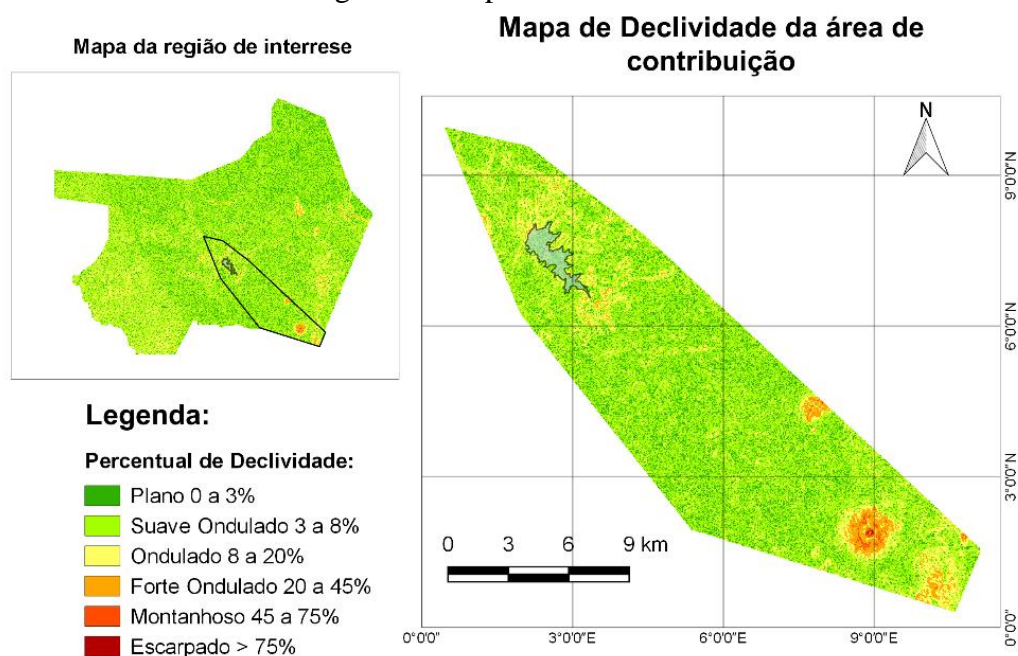 Mapa da região de interrese
Mapa de Declividade da área de
contribuição
N
9°0'0"N
6°0'0"N
3°0'0"N
0°0'0"
0°0'0"
3°0'0"E
6°0'0"E
9°0'0"E
0 3 6 9 km
Legenda:
Percentual de Declividade:
Plano 0 a 3%
Suave Ondulado 3 a 8%
Ondulado 8 a 20%
Forte Ondulado 20 a 45%
Montanhoso 45 a 75%
Escarpado > 75%